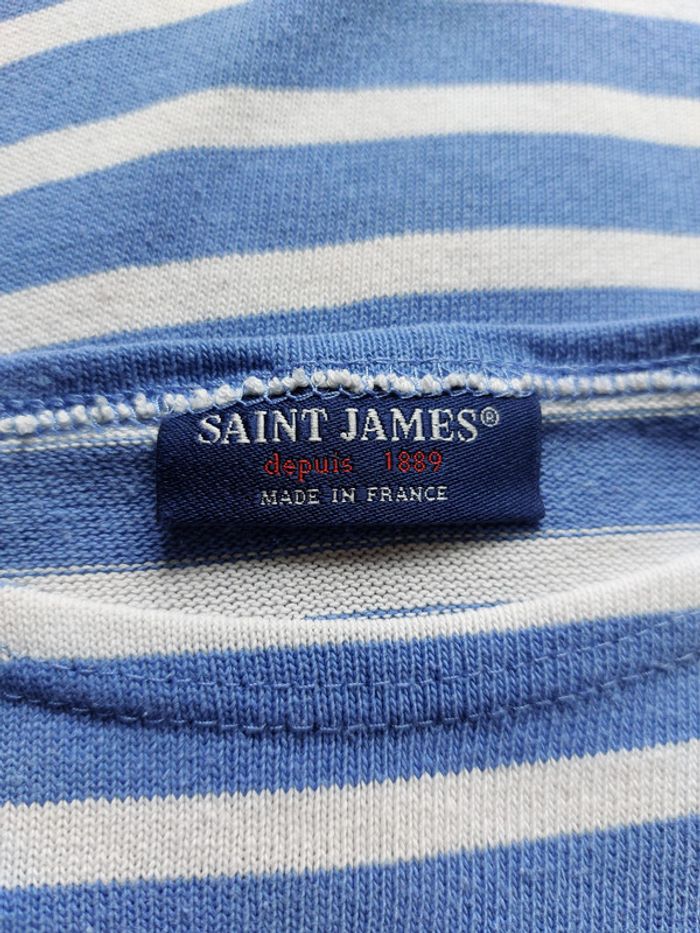 SAINT JAMES®
depuis 1889
MADE IN FRANCE